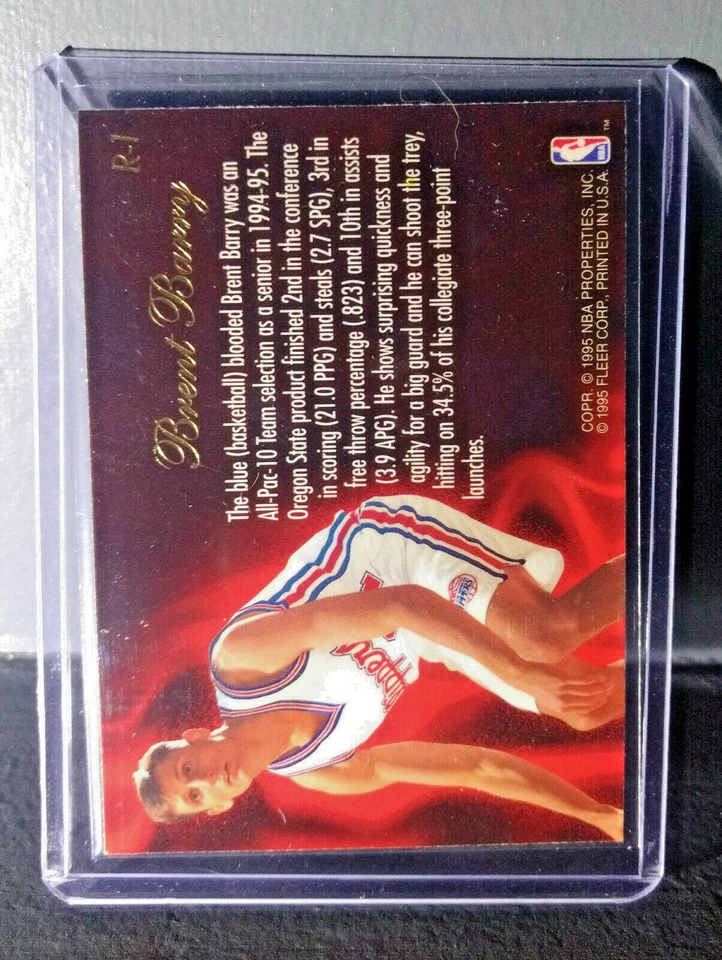 R-1
Brent Barry
The blue (basketball) blooded Brent Barry was an
All-Pac-10 Team selection as a senior in 1994-95. The
Oregon State product finished 2nd in the conference
in scoring (21.0 PPG) and steals (2.7 SPG), 3rd in
free throw percentage (.823) and 10th in assists
(3.9 APG). He shows surprising quickness and
agility for a big guard and he can shoot the trey,
hitting on 34.5% of his collegiate three-point
launches.
NBA
TM
COPR. © 1995 NBA PROPERTIES, INC.
© 1995 FLEER CORP., PRINTED IN U.S.A.